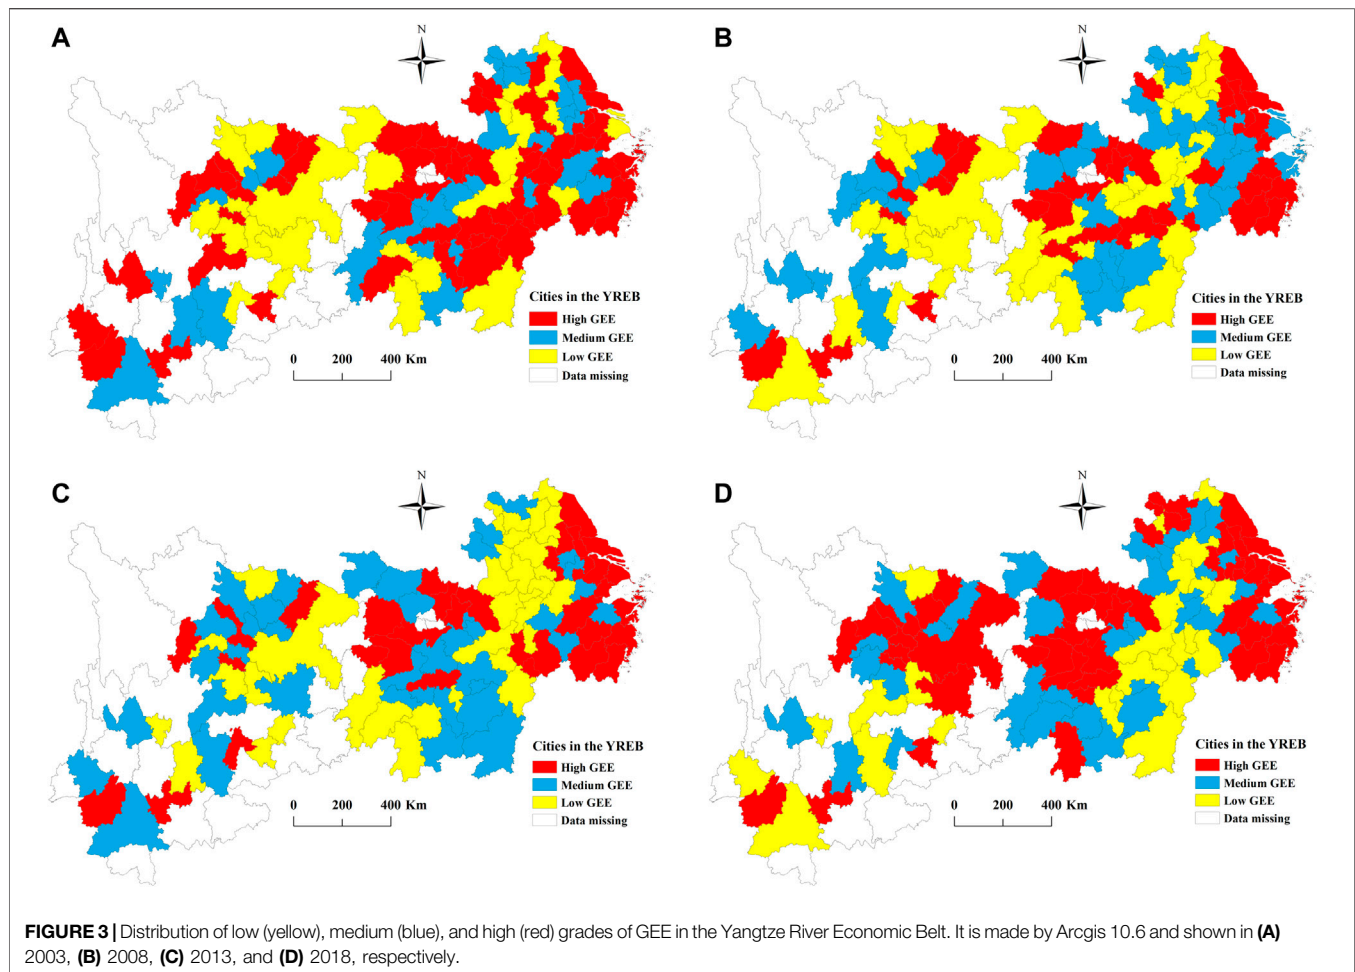 A
N
Cities in the YREB
High GEE
Medium GEE
Low GEE
Data missing
0 200 400 Km
B
N
Cities in the YREB
High GEE
Medium GEE
Low GEE
Data missing
0 200 400 Km
C
N
Cities in the YREB
High GEE
Medium GEE
Low GEE
Data missing
0 200 400 Km
D
N
Cities in the YREB
High GEE
Medium GEE
Low GEE
Data missing
0 200 400 Km
FIGURE 3 | Distribution of low (yellow), medium (blue), and high (red) grades of GEE in the Yangtze River Economic Belt. It is made by Arcgis 10.6 and shown in (A)
2003, (B) 2008, (C) 2013, and (D) 2018, respectively.